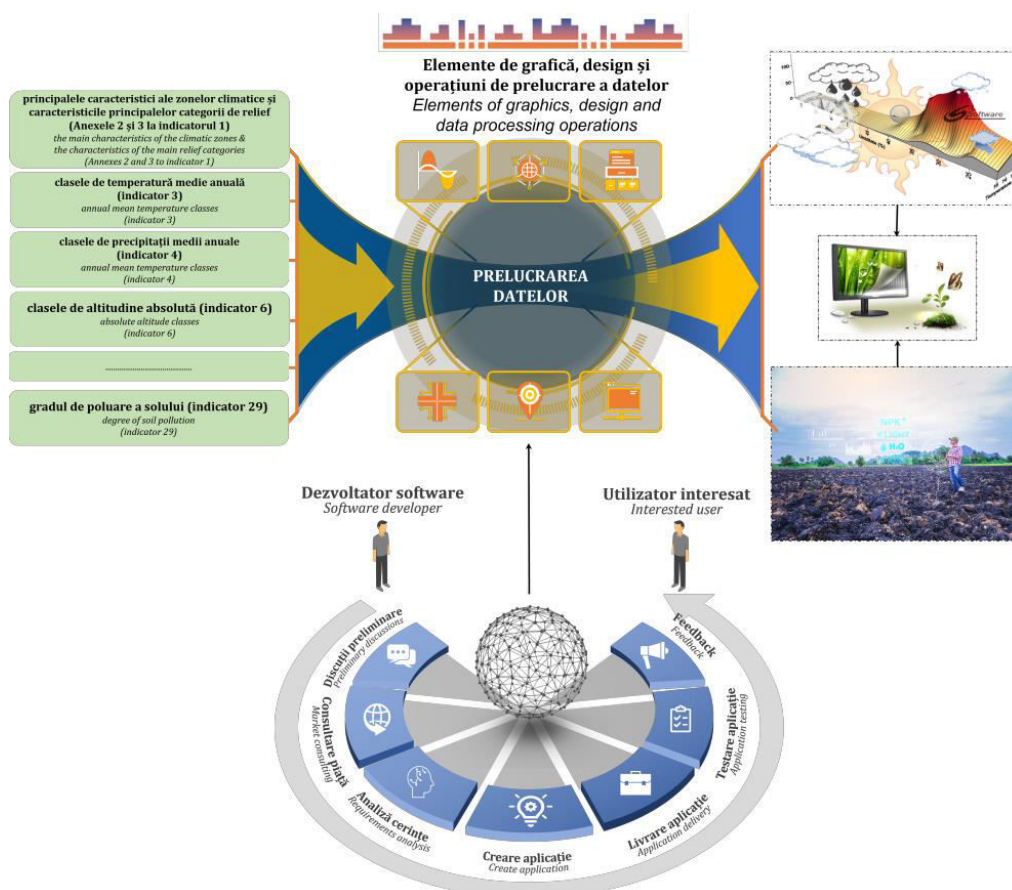 Elemente de grafică, design și
operațiuni de prelucrare a datelor
Elements of graphics, design and
data processing operations
principalele caracteristici ale zonelor climatice și
caracteristicile principalelor categorii de relief
(Anexele 2 și 3 la indicatorul 1)
the main characteristics of the climatic zones &
the characteristics of the main relief categories
(Annexes 2 and 3 to indicator 1)
clasele de temperatură medie anuală
(indicator 3)
annual mean temperature classes
(indicator 3)
clasele de precipitații medii anuale
(indicator 4)
annual mean temperature classes
(indicator 4)
clasele de altitudine absolută (indicator 6)
absolute altitude classes
(indicator 6)
gradul de poluare a solului (indicator 29)
degree of soil pollution
(indicator 29)
PRELUCRAREA
DATELOR
100
50
0
software
H₂O
Dezvoltator software
Software developer
Utilizator interesat
Interested user
Discuții preliminare
Preliminary discussions
Consultare piață
Market consulting
Analiză cerințe
Requirements analysis
Creare aplicație
Create application
Livrare aplicație
Application delivery
Testare aplicație
Application testing
Feedback
Feedback